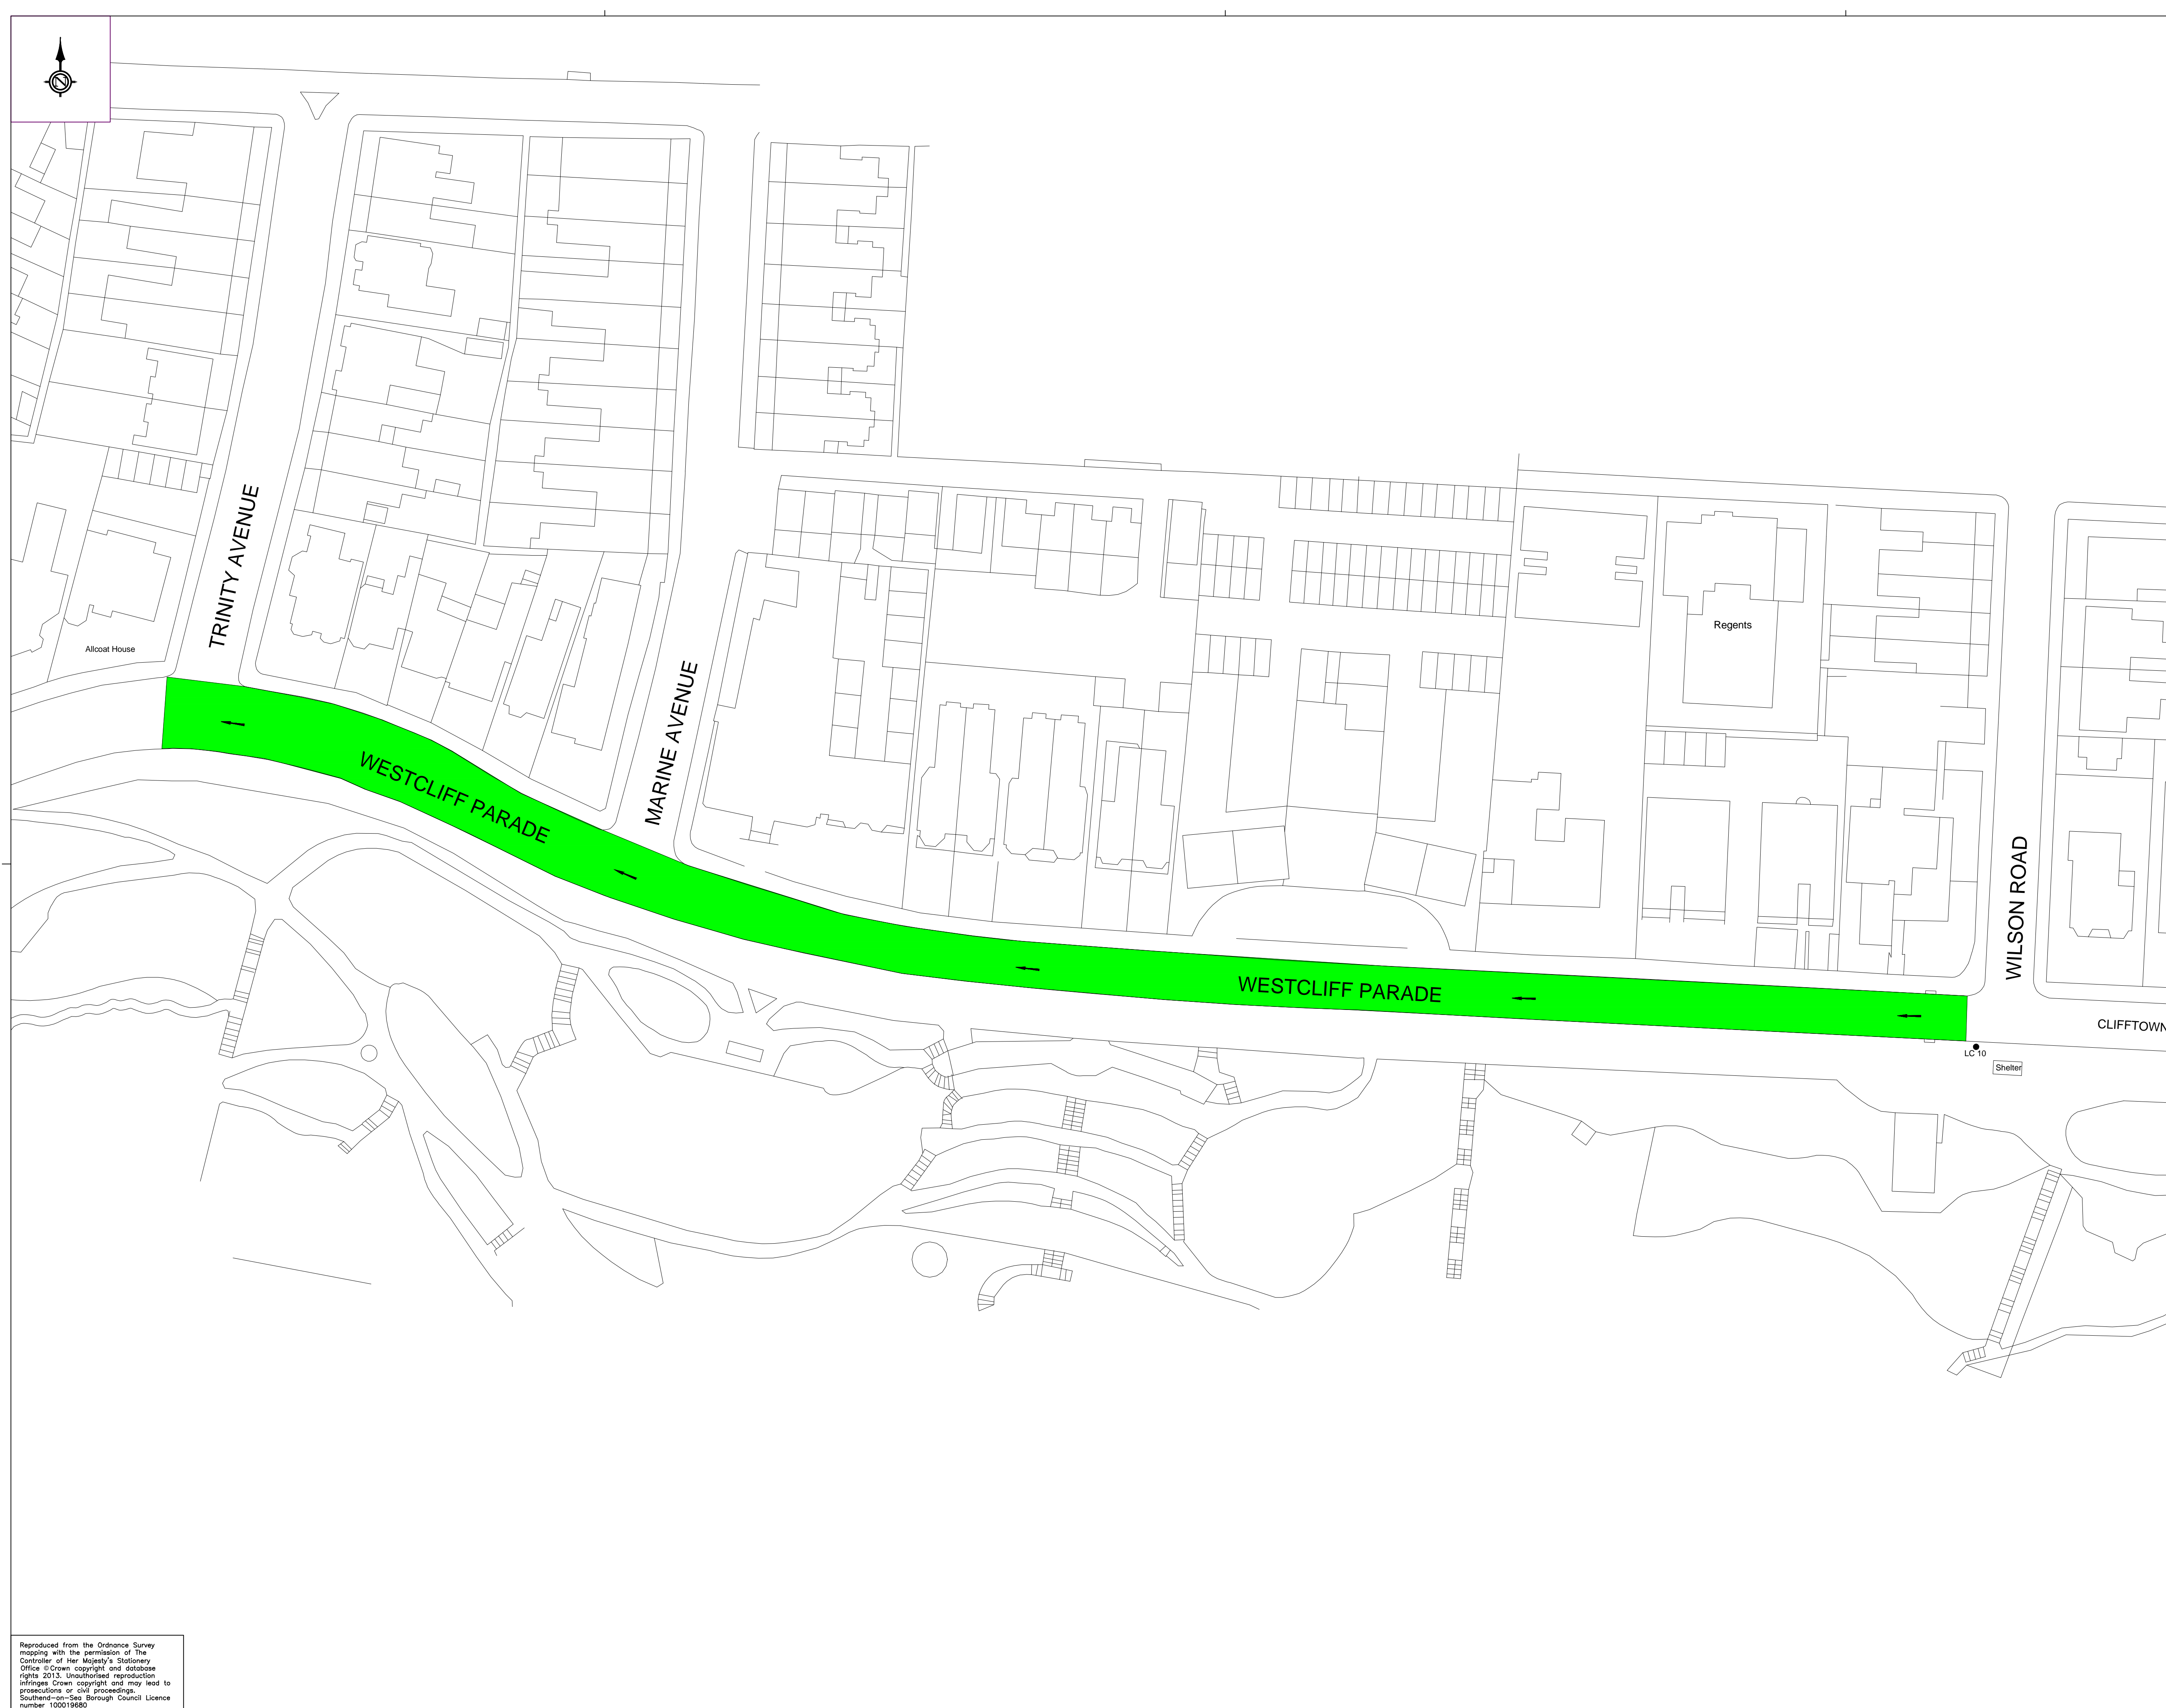 N
TRINITY AVENUE
Allcoat House
MARINE AVENUE
WESTCLIFF PARADE
Regents
WILSON ROAD
WESTCLIFF PARADE
CLIFFTOWN
LC 10
Shelter
Reproduced from the Ordnance Survey
mapping with the permission of The
Controller of Her Majesty's Stationery
Office © Crown copyright and database
rights 2013. Unauthorised reproduction
infringes Crown copyright and may lead to
prosecutions or civil proceedings.
Southend-on-Sea Borough Council Licence
number 100019680